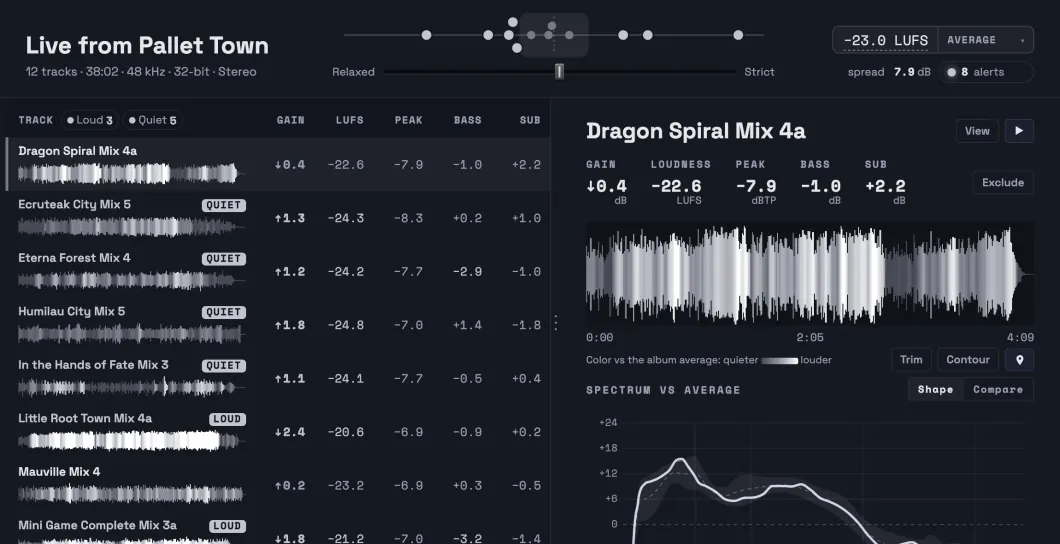 Live from Pallet Town
12 tracks · 38:02 · 48 kHz · 32-bit · Stereo
Relaxed
Strict
−23.0 LUFS AVERAGE
spread 7.9 dB 8 alerts
TRACK Loud 3 Quiet 5 GAIN LUFS PEAK BASS SUB
Dragon Spiral Mix 4a
↓0.4 −22.6 −7.9 −1.0 +2.2
Ecruteak City Mix 5 QUIET
↑1.3 −24.3 −8.3 +0.2 +1.0
Eterna Forest Mix 4 QUIET
↑1.2 −24.2 −7.7 −2.9 −1.0
Humilau City Mix 5 QUIET
↑1.8 −24.8 −7.0 +1.4 −1.8
In the Hands of Fate Mix 3 QUIET
↑1.1 −24.1 −7.7 −0.5 +0.4
Little Root Town Mix 4a LOUD
↓2.4 −20.6 −6.9 −0.9 +0.2
Mauville Mix 4
↑0.2 −23.2 −6.9 +0.3 −0.5
Mini Game Complete Mix 3a LOUD
↓1.8 −21.2 −7.0 −3.2 −1.4
Dragon Spiral Mix 4a
View
GAIN LOUDNESS PEAK BASS SUB
↓0.4 −22.6 −7.9 −1.0 +2.2
dB LUFS dBTP dB dB
Exclude
0:00 2:05 4:09
Color vs the album average: quieter louder
Trim Contour
SPECTRUM VS AVERAGE
Shape Compare
+24
+18
+12
+6
0